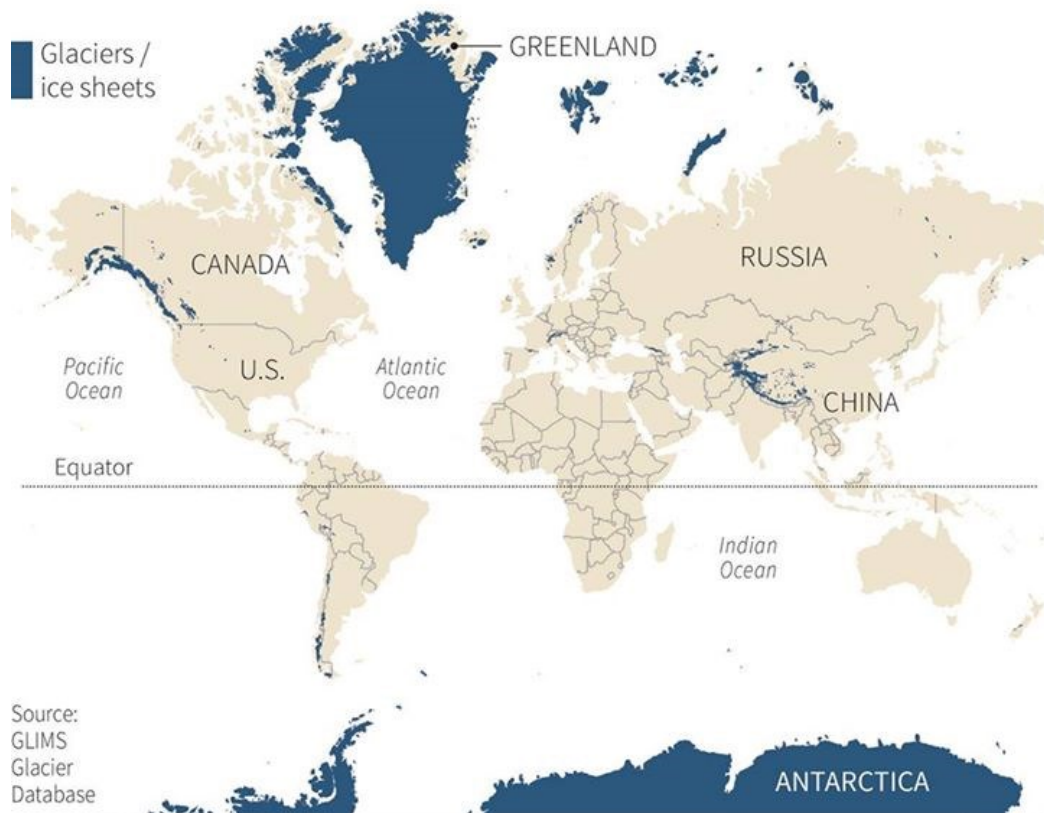 Glaciers /
ice sheets
GREENLAND
CANADA
RUSSIA
Pacific
Ocean
U.S.
Atlantic
Ocean
CHINA
Equator
Indian
Ocean
Source:
GLIMS
Glacier
Database
ANTARCTICA